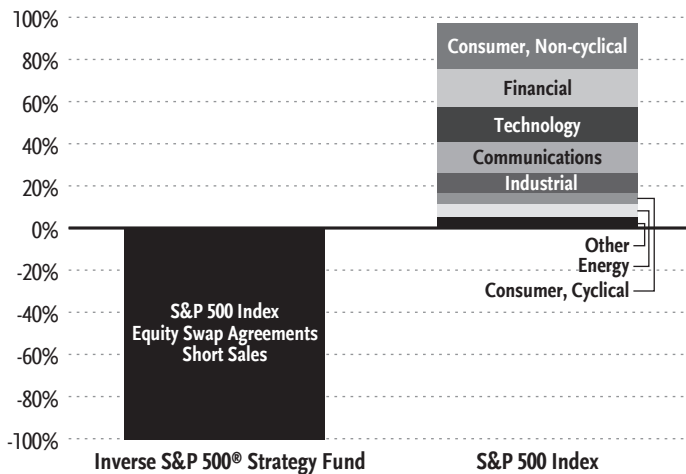 100%
80%
60%
40%
20%
0%
-20%
-40%
-60%
-80%
-100%
Consumer, Non-cyclical
Financial
Technology
Communications
Industrial
Other
Energy
Consumer, Cyclical
S&P 500 Index
Equity Swap Agreements
Short Sales
Inverse S&P 500® Strategy Fund
S&P 500 Index